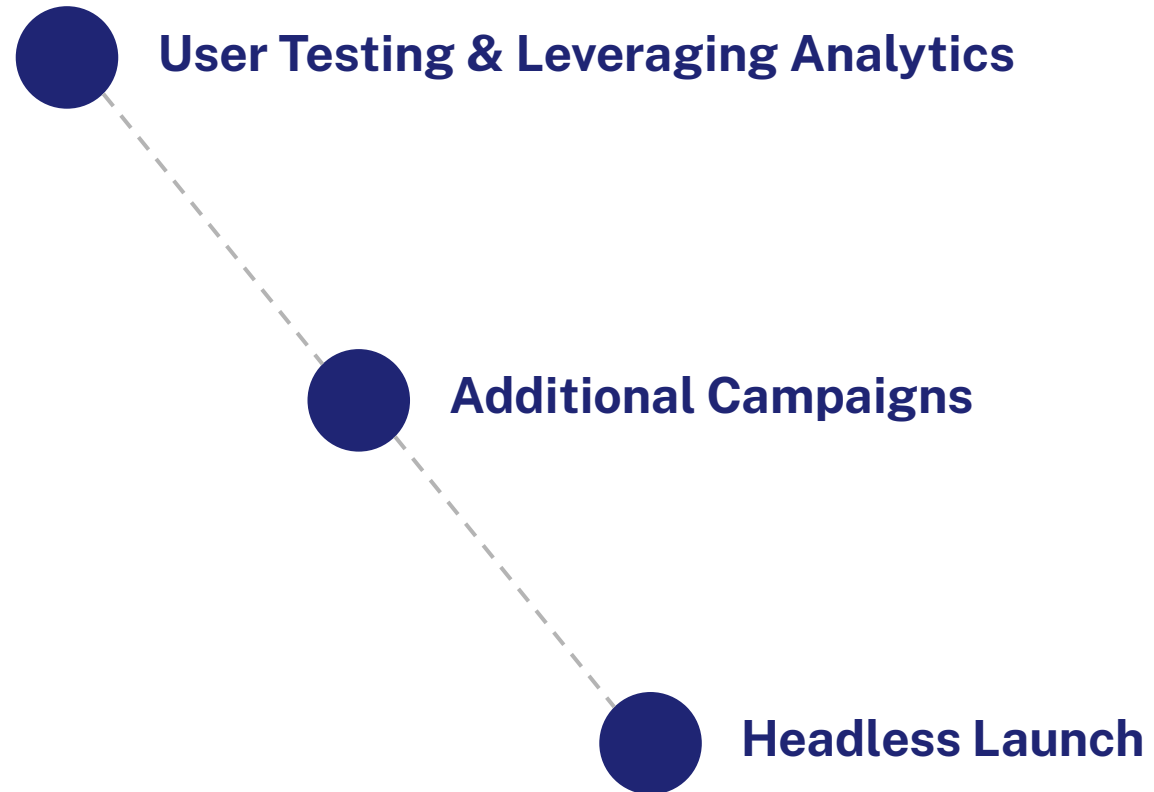 User Testing & Leveraging Analytics
Additional Campaigns
Headless Launch